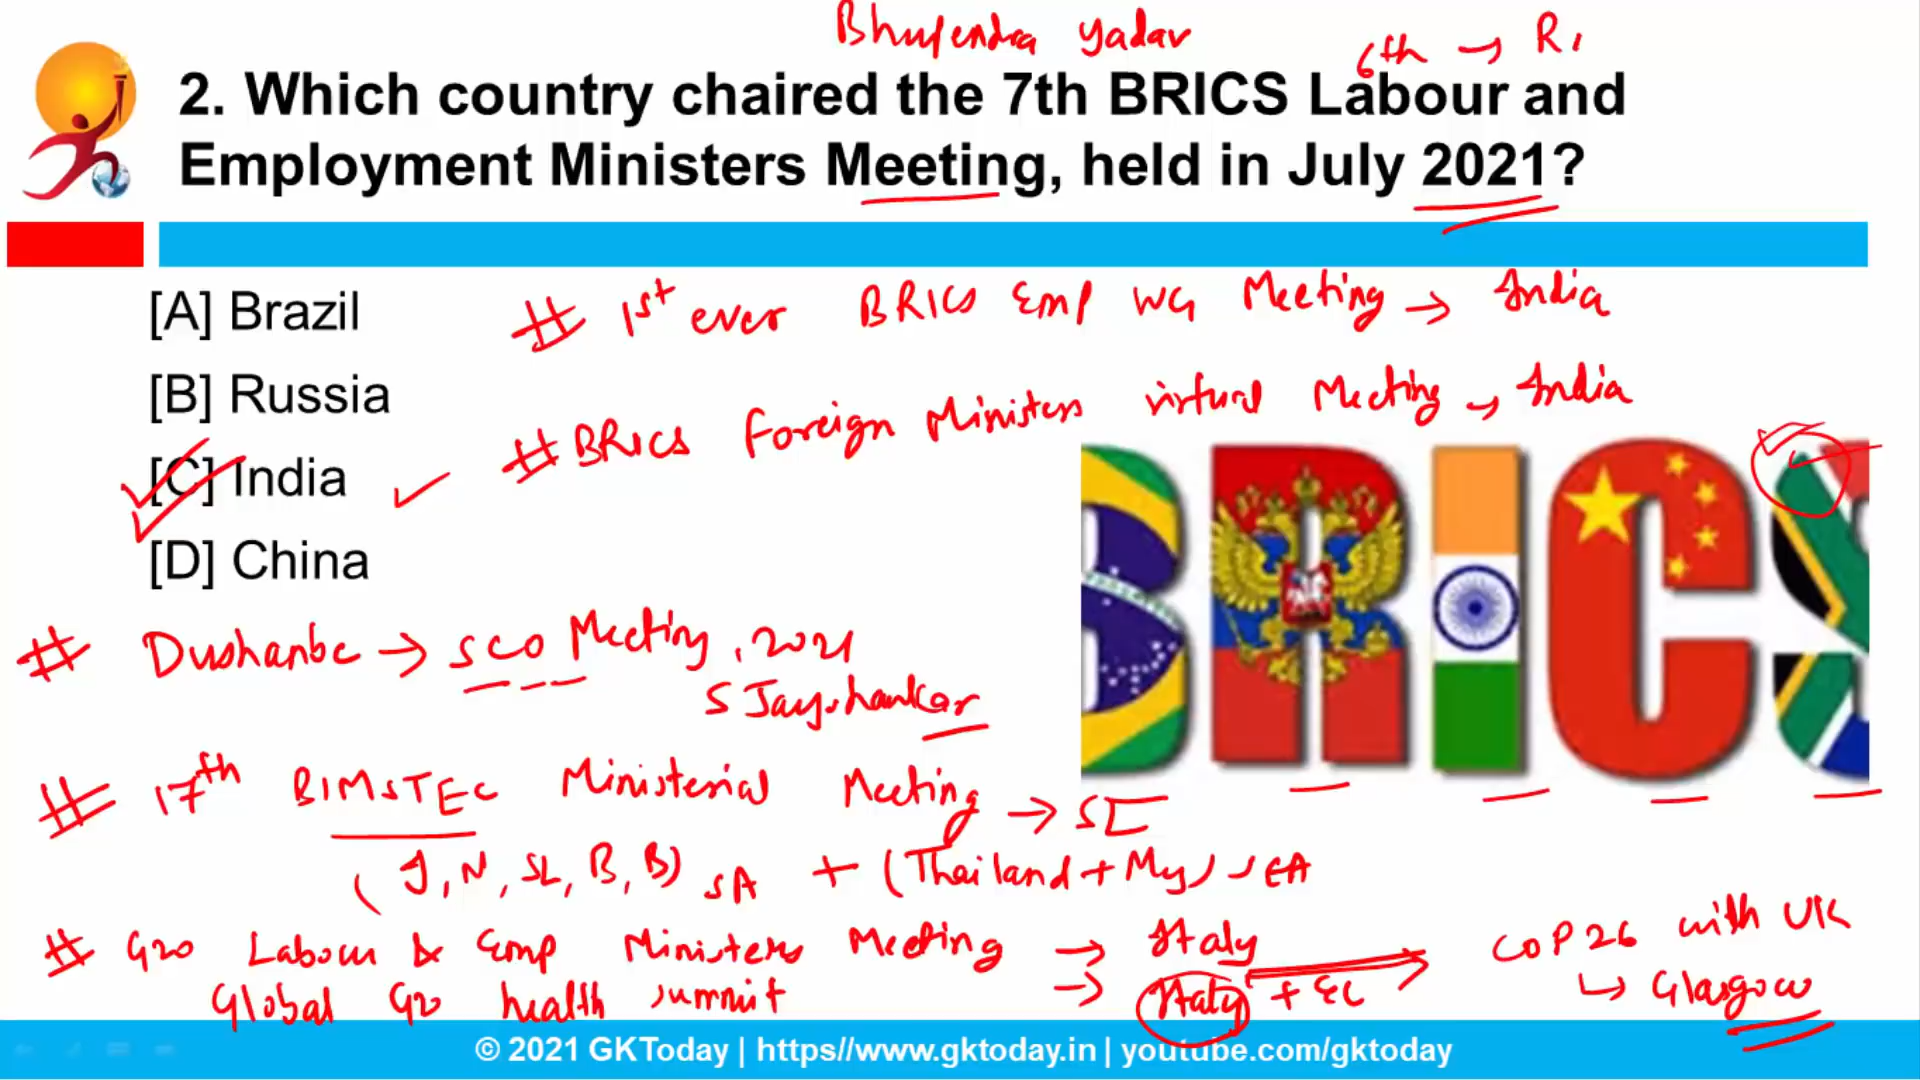 Bhupendra Yadav
6th → R
2. Which country chaired the 7th BRICS Labour and
Employment Ministers Meeting, held in July 2021?
[A] Brazil
# 1st ever BRICS Emp WG Meeting → India
[B] Russia
# BRICS Foreign Ministers virtual Meeting → India
[C] India
[D] China
BRICS
# Dushanbe → SCO Meeting, 2021
S Jayshankar
# 17th BIMSTEC Ministerial Meeting → SL
(I, N, SL, B, B) SA + (Thailand + My) SEA
# G20 Labour & Emp Ministers Meeting → Italy
COP26 with UK
Global G20 health summit → Italy + EC
↳ Glasgow
© 2021 GKToday | https//www.gktoday.in | youtube.com/gktoday